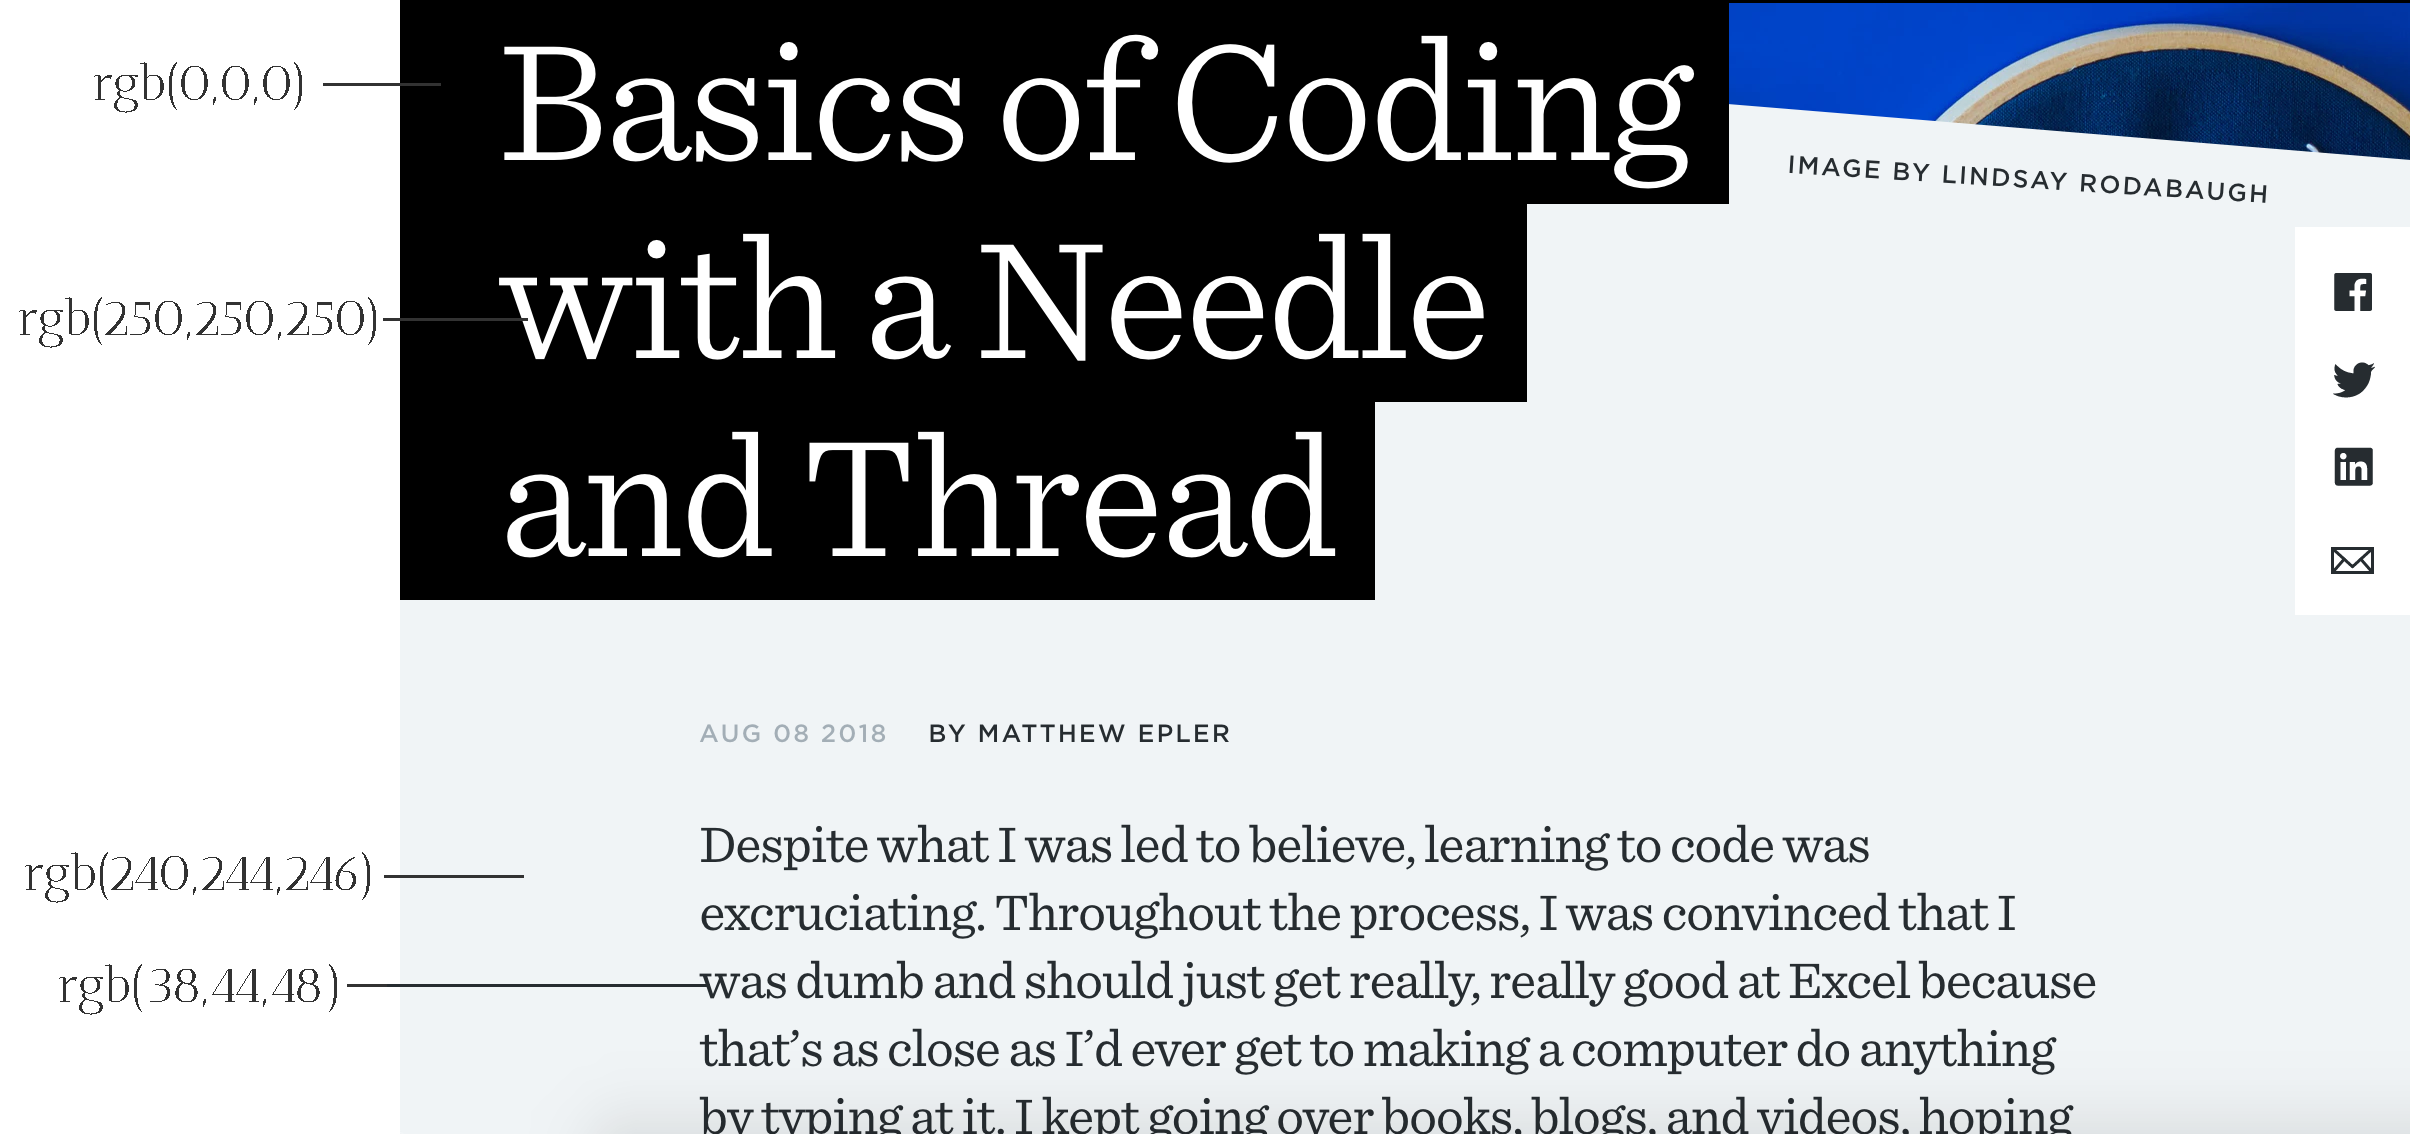 rgb(0,0,0)
Basics of Coding
IMAGE BY LINDSAY RODABAUGH
rgb(250,250,250)
with a Needle
and Thread
AUG 08 2018 BY MATTHEW EPLER
rgb(240,244,246)
Despite what I was led to believe, learning to code was
excruciating. Throughout the process, I was convinced that I
rgb(38,44,48)
was dumb and should just get really, really good at Excel because
that’s as close as I’d ever get to making a computer do anything
by typing at it. I kept going over books, blogs, and videos, hoping